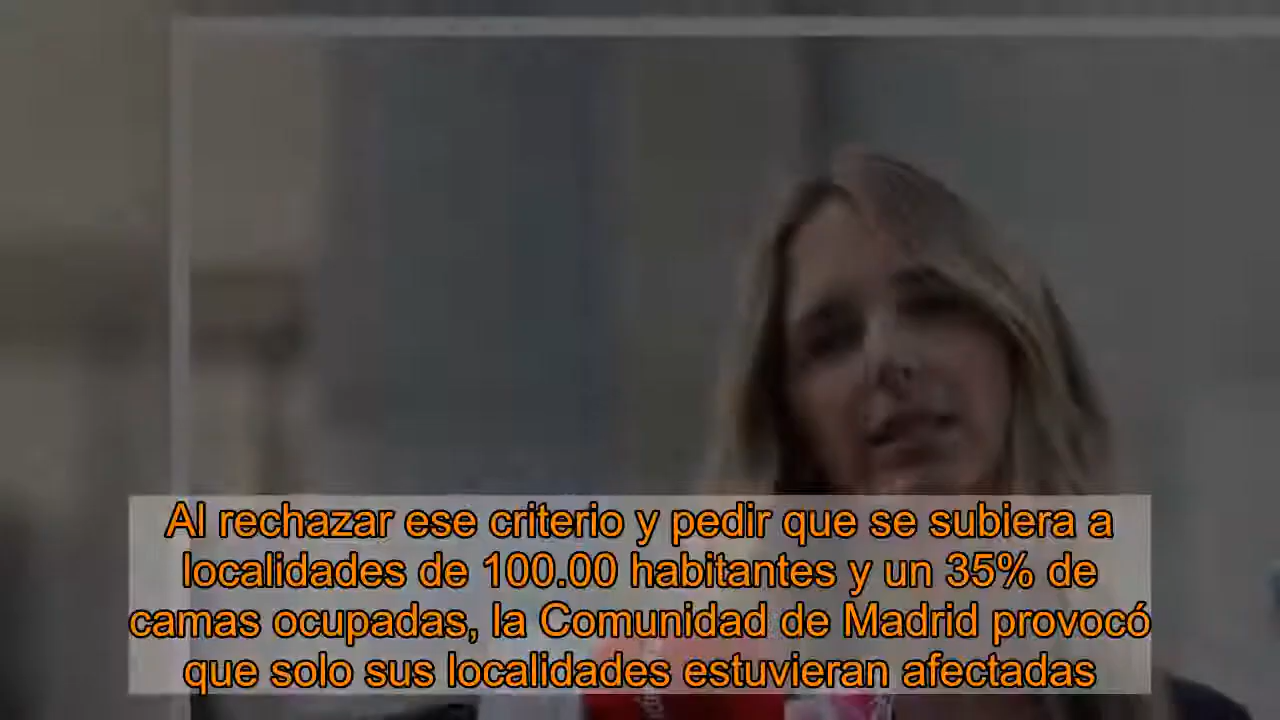 Al rechazar ese criterio y pedir que se subiera a
localidades de 100.00 habitantes y un 35% de
camas ocupadas, la Comunidad de Madrid provocó
que solo sus localidades estuvieran afectadas